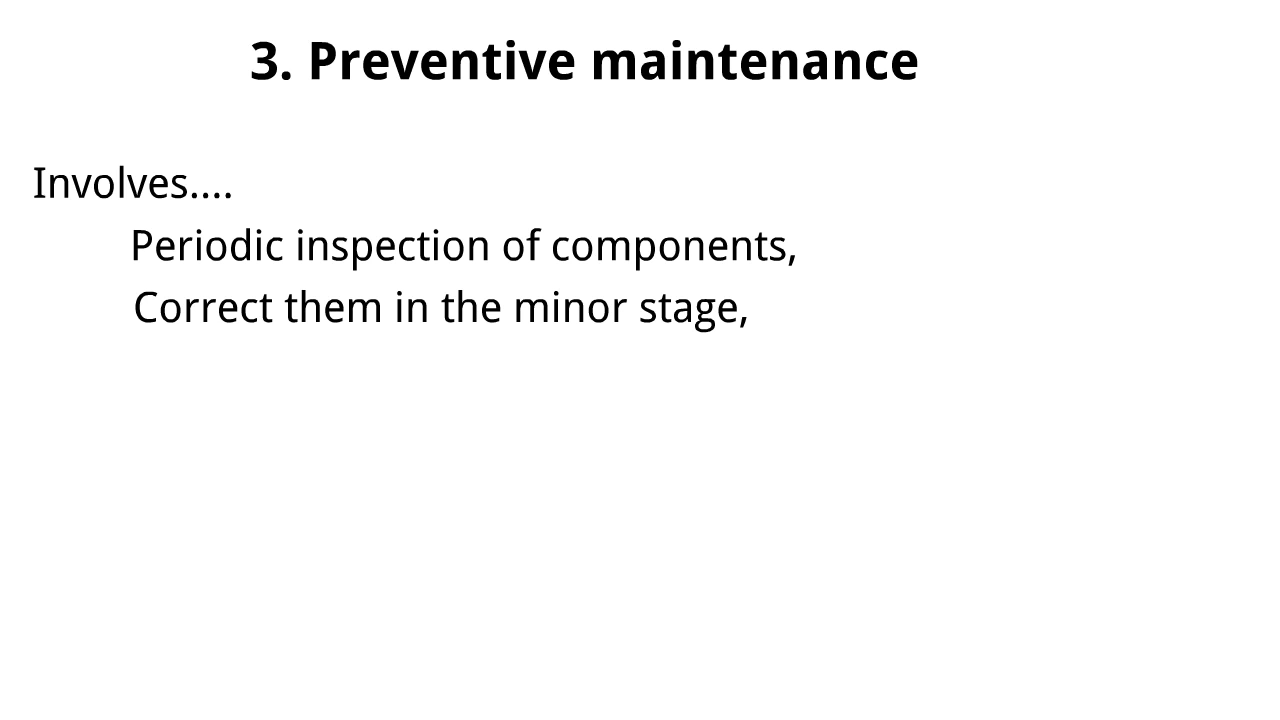 3. Preventive maintenance
Involves....
Periodic inspection of components,
Correct them in the minor stage,